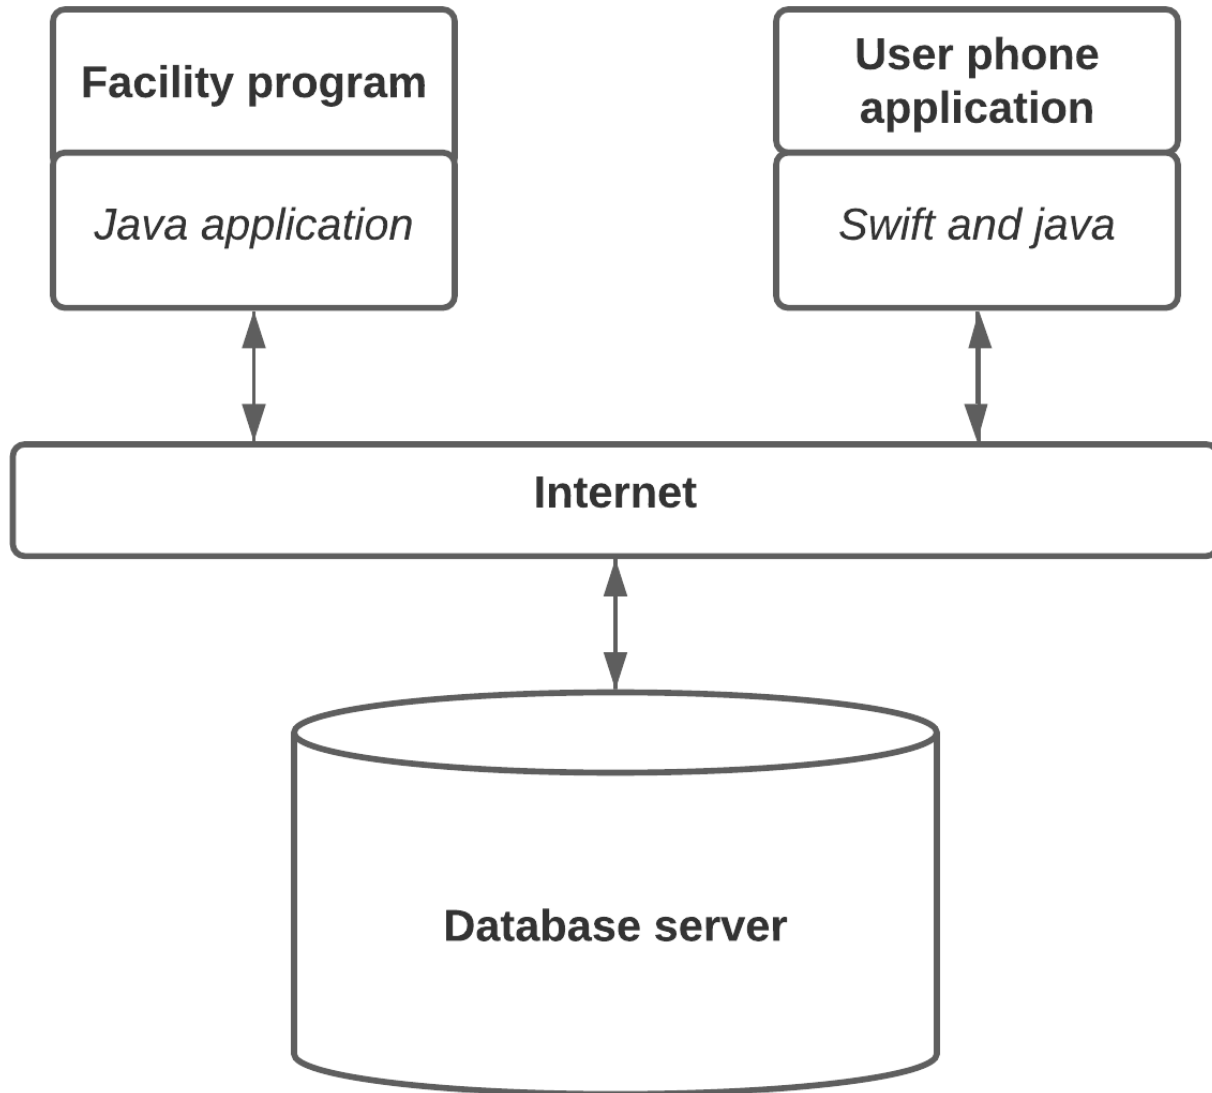 Facility program
Java application
User phone
application
Swift and java
Internet
Database server